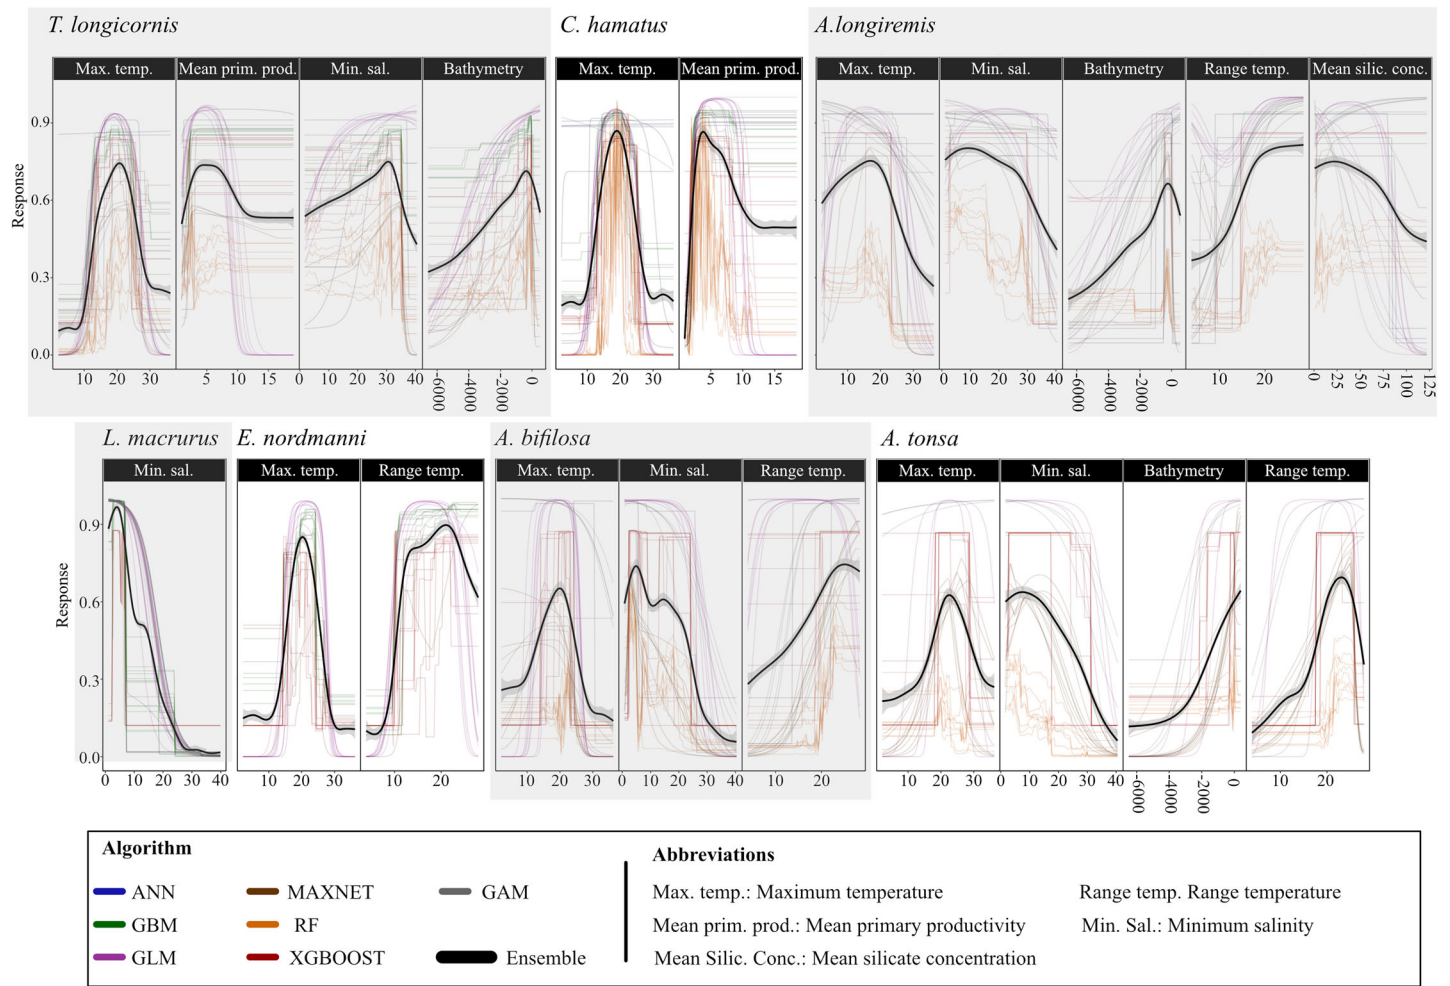 T. longicornis C. hamatus A.longiremis
Max. temp. Mean prim. prod. Min. sal. Bathymetry Max. temp. Mean prim. prod. Max. temp. Min. sal. Bathymetry Range temp. Mean silic. conc.
Response
0.9
0.6
0.3
0.0
10 20 30 5 10 15 0 10 20 30 40 -6000 -4000 -2000 0 10 20 30 5 10 15 10 20 30 0 10 20 30 40 -6000 -4000 -2000 0 10 20 0 25 50 75 100 125
L. macrurus E. nordmanni A. bifilosa A. tonsa
Min. sal. Max. temp. Range temp. Max. temp. Min. sal. Range temp. Max. temp. Min. sal. Bathymetry Range temp.
Response
0.9
0.6
0.3
0.0
0 10 20 30 40 10 20 30 10 20 10 20 30 0 10 20 30 40 10 20 10 20 30 0 10 20 30 40 -6000 -4000 -2000 0 10 20
Algorithm Abbreviations
ANN MAXNET GAM Max. temp.: Maximum temperature Range temp. Range temperature
GBM RF Mean prim. prod.: Mean primary productivity Min. Sal.: Minimum salinity
GLM XGBOOST Ensemble Mean Silic. Conc.: Mean silicate concentration